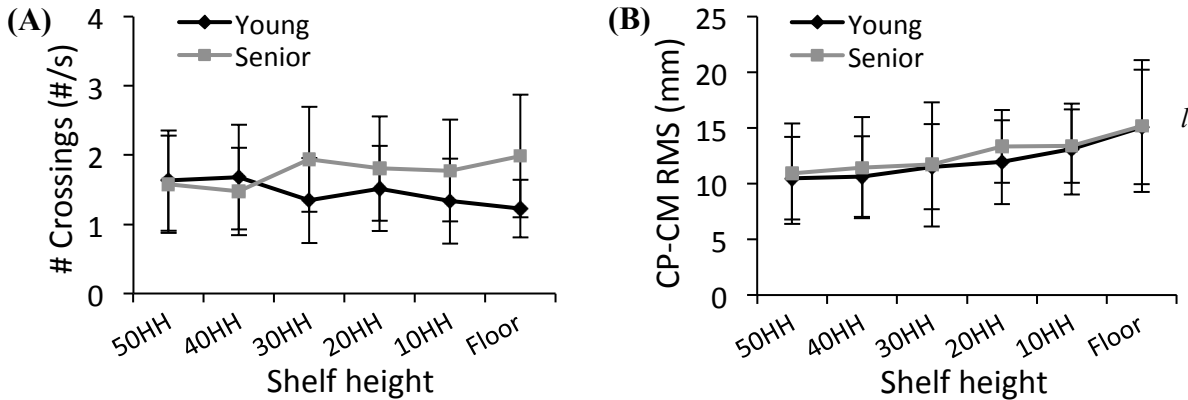 (A)
# Crossings (#/s)
4
3
2
1
0
Young
Senior
50HH
40HH
30HH
20HH
10HH
Floor
Shelf height
(B)
CP-CM RMS (mm)
25
20
15
10
5
0
Young
Senior
l
50HH
40HH
30HH
20HH
10HH
Floor
Shelf height